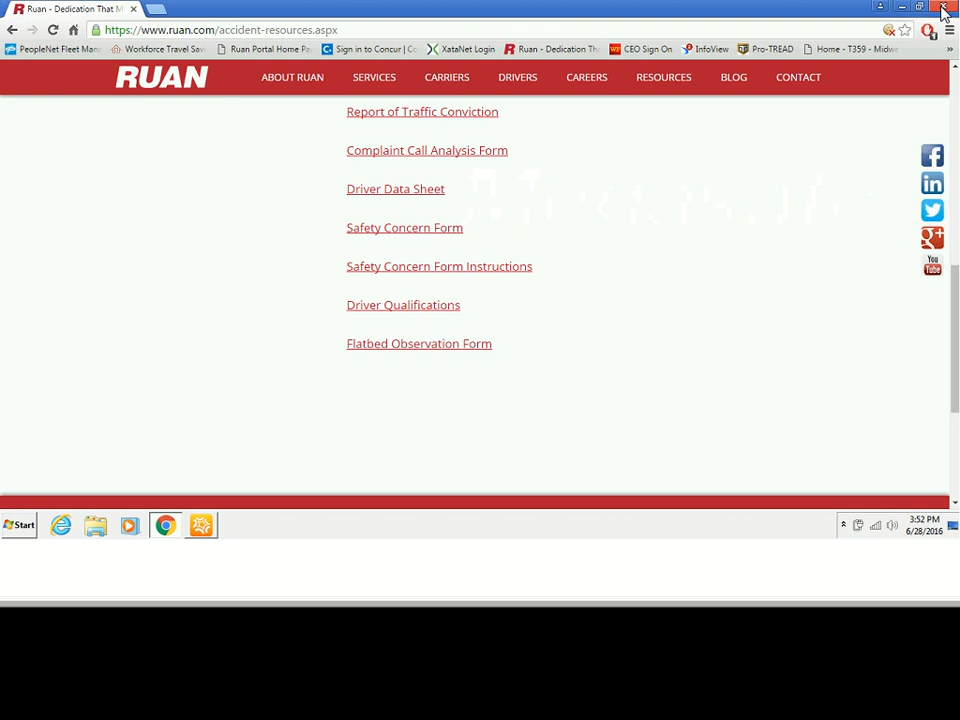 Ruan - Dedication That M
https://www.ruan.com/accident-resources.aspx
PeopleNet Fleet Man
Workforce Travel Savi
Ruan Portal Home Pa
Sign in to Concur | Co
XataNet Login
Ruan - Dedication Th
CEO Sign On
InfoView
Pro-TREAD
Home - T359 - Midw
»
RUAN
ABOUT RUAN
SERVICES
CARRIERS
DRIVERS
CAREERS
RESOURCES
BLOG
CONTACT
Report of Traffic Conviction
Complaint Call Analysis Form
Driver Data Sheet
Safety Concern Form
Safety Concern Form Instructions
Driver Qualifications
Flatbed Observation Form
You
Tube
Start
3:52 PM
6/28/2016